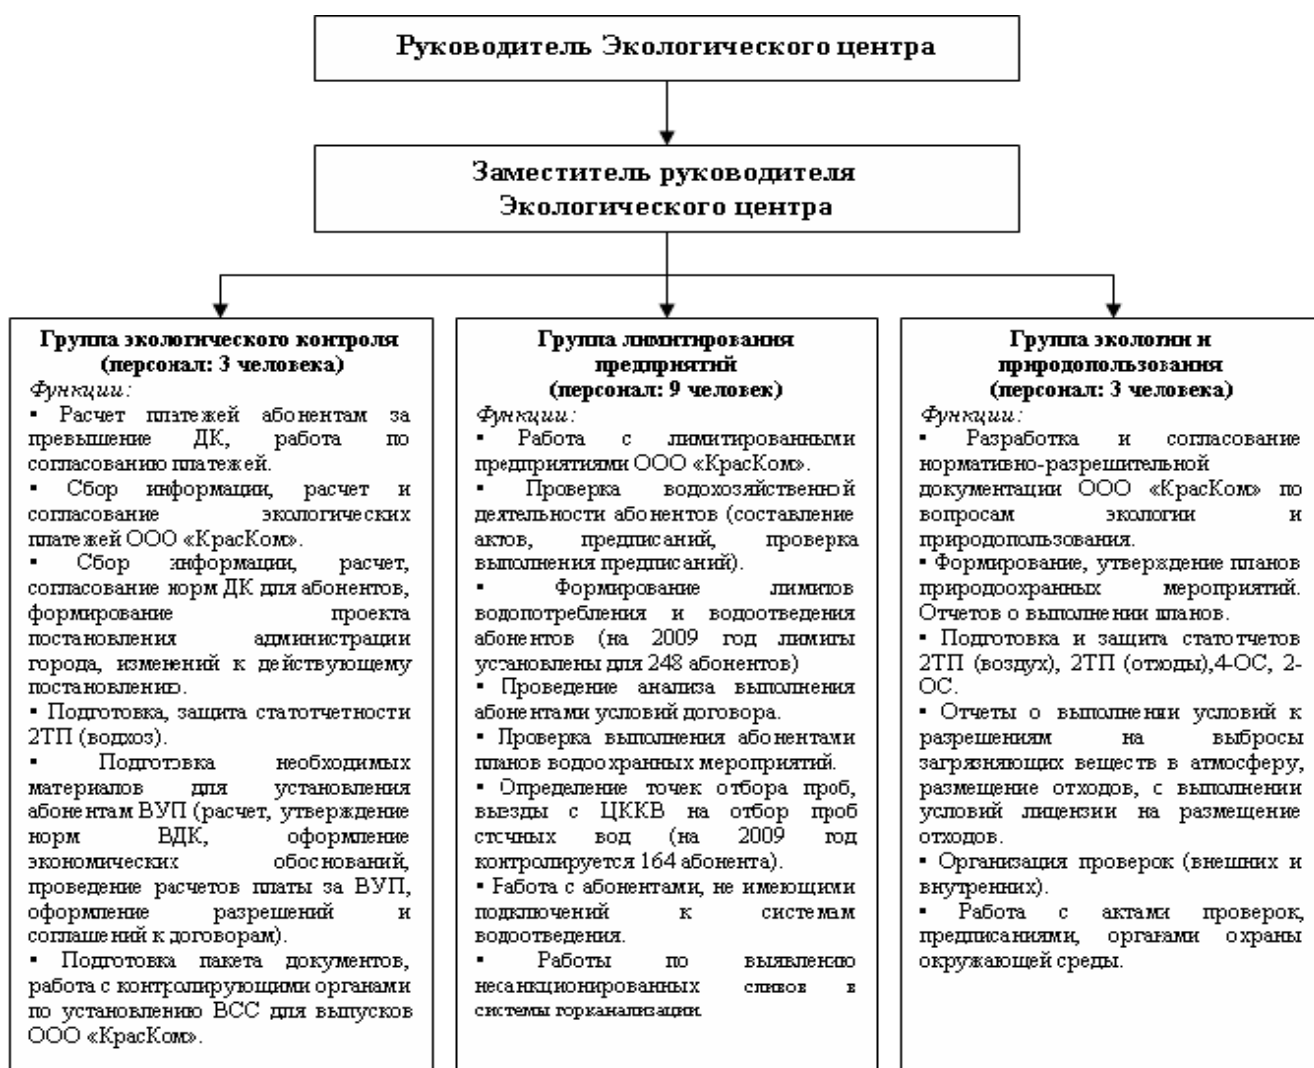 Руководитель Экологического центра
Заместитель руководителя
Экологического центра
Группа экологического контроля
(персонал: 3 человека)
Функции:
▪ Расчет платежей абонентам за
превышение ДК, работа по
согласованию платежей.
▪ Сбор информации, расчет и
согласование экологических
платежей ООО «КрасКом».
▪ Сбор информации, расчет,
согласование норм ДК для абонентов,
формирование проекта
постановления администрации
города, изменений к действующему
постановлению.
▪ Подготовка, защита статотчетности
2ТП (водхоз).
▪ Подготовка необходимых
материалов для установления
абонентам ВУП (расчет, утверждение
норм ВДК, оформление
экономических обоснований,
проведение расчетов платы за ВУП,
оформление разрешений и
соглашений к договорам).
▪ Подготовка пакета документов,
работа с контролирующими органами
по установлению ВСС для выпусков
ООО «КрасКом».
Группа лимитирования
предприятий
(персонал: 9 человек)
Функции:
▪ Работа с лимитированными
предприятиями ООО «КрасКом».
▪ Проверка водохозяйственной
деятельности абонентов (составление
актов, предписаний, проверка
выполнения предписаний).
▪ Формирование лимитов
водопотребления и водоотведения
абонентов (на 2009 год лимиты
установлены для 248 абонентов)
▪ Проведение анализа выполнения
абонентами условий договора.
▪ Проверка выполнения абонентами
планов водоохранных мероприятий.
▪ Определение точек отбора проб,
выезды с ЦККВ на отбор проб
сточных вод (на 2009 год
контролируется 164 абонента).
▪ Работа с абонентами, не имеющими
подключений к системам
водоотведения.
▪ Работы по выявлению
несанкционированных сливов в
системы горканализации.
Группа экологии и
природопользования
(персонал: 3 человека)
Функции:
▪ Разработка и согласование
нормативно-разрешительной
документации ООО «КрасКом» по
вопросам экологии и
природопользования.
▪ Формирование, утверждение планов
природоохранных мероприятий.
Отчетов о выполнении планов.
▪ Подготовка и защита статотчетов
2ТП (воздух), 2ТП (отходы),4-ОС, 2-
ОС.
▪ Отчеты о выполнении условий к
разрешениям на выбросы
загрязняющих веществ в атмосферу,
размещение отходов, с выполнении
условий лицензии на размещение
отходов.
▪ Организация проверок (внешних и
внутренних).
▪ Работа с актами проверок,
предписаниями, органами охраны
окружающей среды.